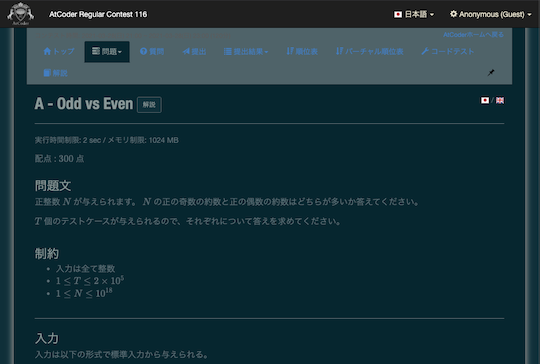 AtCoder
AtCoder Regular Contest 116
日本語
Anonymous (Guest)
AtCoderホームへ戻る
トップ
問題
質問
提出
提出結果
順位表
バーチャル順位表
コードテスト
解説
A - Odd vs Even
解説
/
実行時間制限: 2 sec / メモリ制限: 1024 MB
配点 : 300 点
問題文
正整数 N が与えられます。 N の正の奇数の約数と正の偶数の約数はどちらが多いか答えてください。
T 個のテストケースが与えられるので、それぞれについて答えを求めてください。
制約
入力は全て整数
1 ≤ T ≤ 2 × 10⁵
1 ≤ N ≤ 10¹⁸
入力
入力は以下の形式で標準入力から与えられる。